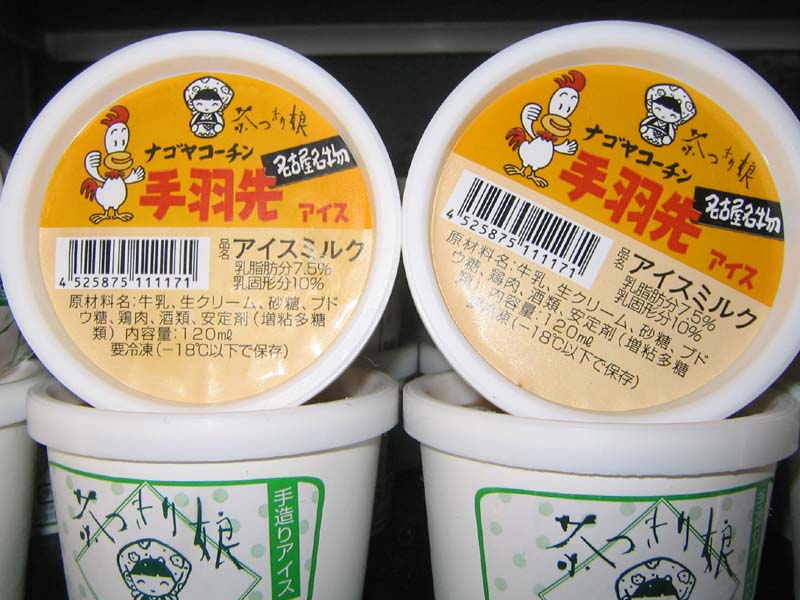 茶つきり娘
ナゴヤコーチン
名古屋名物
手羽先 アイス
品名 アイスミルク
乳脂肪分7.5%
乳固形分10%
4 525875 111171
原材料名:牛乳、生クリーム、砂糖、ブド
ウ糖、鶏肉、酒類、安定剤(増粘多糖
類) 内容量:120mℓ
要冷凍(−18℃以下で保存)
茶つきり娘
ナゴヤコーチン
名古屋名物
手羽先 アイス
4 525875 111171
品名 アイスミルク
乳脂肪分7.5%
乳固形分10%
原材料名:牛乳、生クリーム、砂糖、ブド
ウ糖、鶏肉、酒類、安定剤(増粘多糖
類) 内容量:120mℓ
要冷凍(−18℃以下で保存)
茶つきり娘
手造りアイス
茶つきり娘